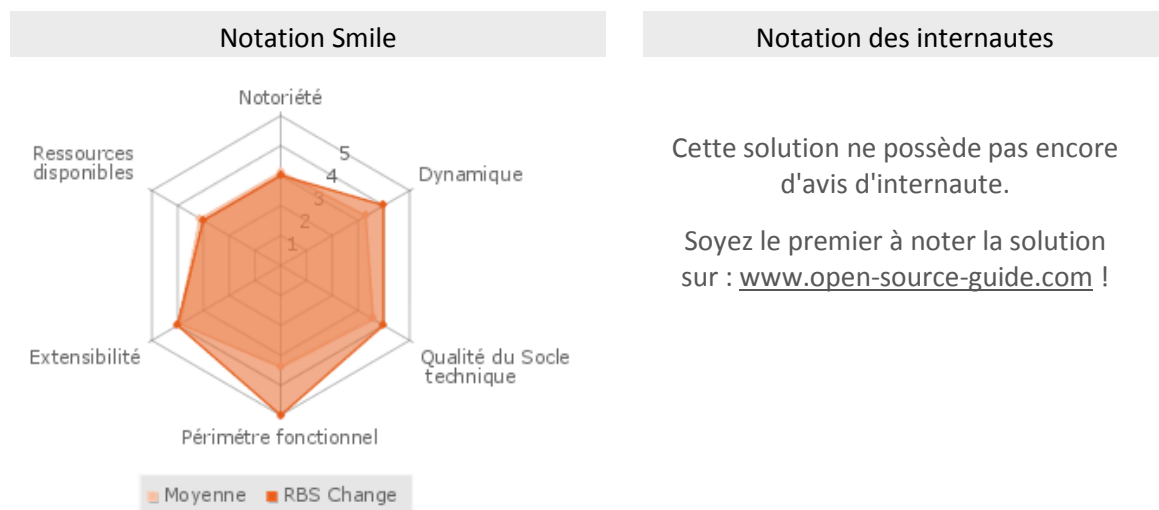 Notation Smile
Notoriété
Ressources
disponibles
5
4
3
2
1
Dynamique
Extensibilité
Qualité du Socle
technique
Périmétre fonctionnel
Moyenne RBS Change
Notation des internautes
Cette solution ne possède pas encore
d'avis d'internaute.
Soyez le premier à noter la solution
sur : www.open-source-guide.com !